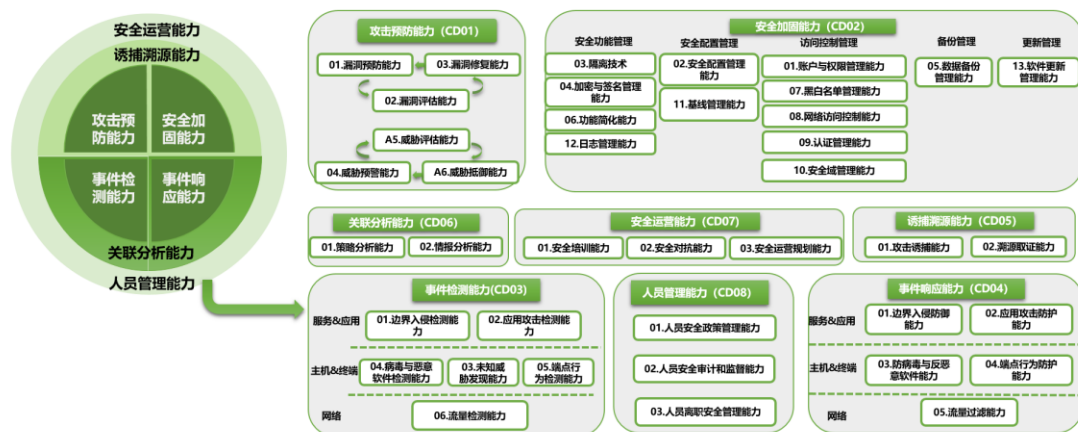 安全运营能力
诱捕溯源能力
攻击预
防能力
安全加
固能力
事件检
测能力
事件响
应能力
关联分析能力
人员管理能力
攻击预防能力（CD01）
01.漏洞预防能力
03.漏洞修复能力
02.漏洞评估能力
A5.威胁评估能力
04.威胁预警能力
A6.威胁抵御能力
安全加固能力（CD02）
安全功能管理
03.隔离技术
04.加密与签名管理
能力
06.功能简化能力
12.日志管理能力
安全配置管理
02.安全配置管理
能力
11.基线管理能力
访问控制管理
01.账户与权限管理能力
07.黑白名单管理能力
08.网络访问控制能力
09.认证管理能力
10.安全域管理能力
备份管理
05.数据备份
管理能力
更新管理
13.软件更新
管理能力
关联分析能力（CD06）
01.策略分析能力
02.情报分析能力
安全运营能力（CD07）
01.安全培训能力
02.安全对抗能力
03.安全运营规划能力
诱捕溯源能力（CD05）
01.攻击诱捕能力
02.溯源取证能力
事件检测能力(CD03)
服务&应用
01.边界入侵检测能
力
02.应用攻击检测能
力
主机&终端
04.病毒与恶意
软件检测能力
03.未知威
胁发现能力
05.端点行
为检测能力
网络
06.流量检测能力
人员管理能力（CD08）
01.人员安全政策管理能力
02.人员安全审计和监督能力
03.人员离职安全管理能力
事件响应能力（CD04）
服务&应用
01.边界入侵防御
能力
02.应用攻击防护
能力
主机&终端
03.防病毒与反恶
意软件能力
04.端点行为防护
能力
网络
05.流量过滤能力